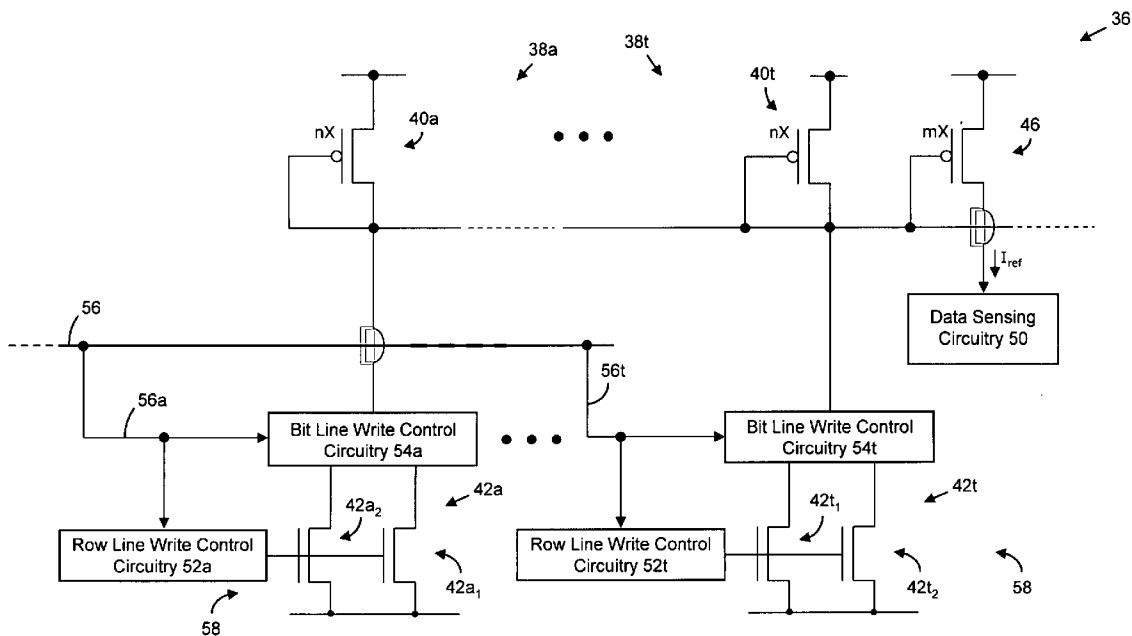 36
38a
38t
40t
40a
nX
nX
mX
46
I_ref
Data Sensing
Circuitry 50
56
56a
56t
Bit Line Write Control
Circuitry 54a
Bit Line Write Control
Circuitry 54t
42a
42a₂
42t₁
42t
Row Line Write Control
Circuitry 52a
Row Line Write Control
Circuitry 52t
42a₁
42t₂
58
58